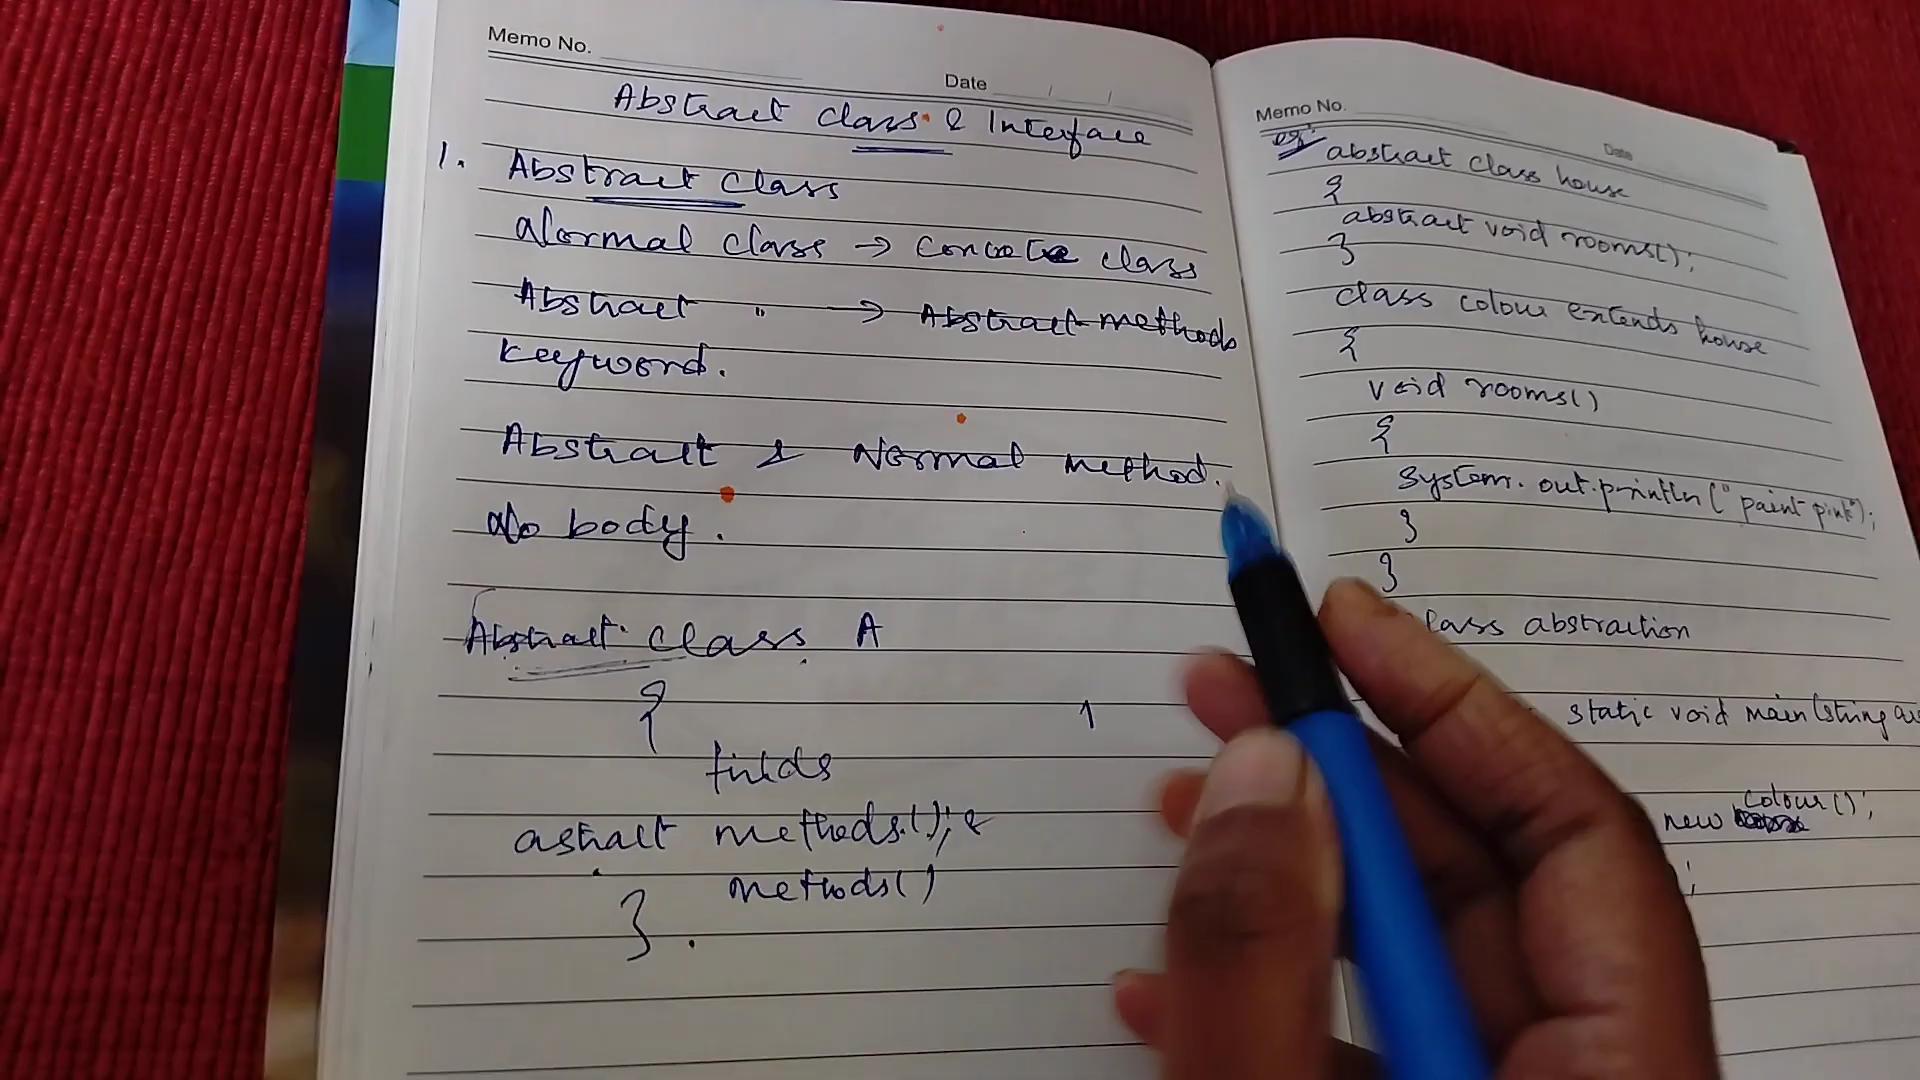 Memo No.
Date
Abstract class & Interface
1. Abstract class
Normal class → Concrete class
Abstract " → Abstract methods
keyword.
Abstract & Normal method.
No body.
Abstract class A
{
fields
abstract methods();
methods()
}.
Memo No.
Date
eg:
abstract class house
{
abstract void rooms();
}
class colour extends house
{
void rooms()
{
System.out.println("paint pink");
}
}
class abstraction
static void main(string
new colour();
;